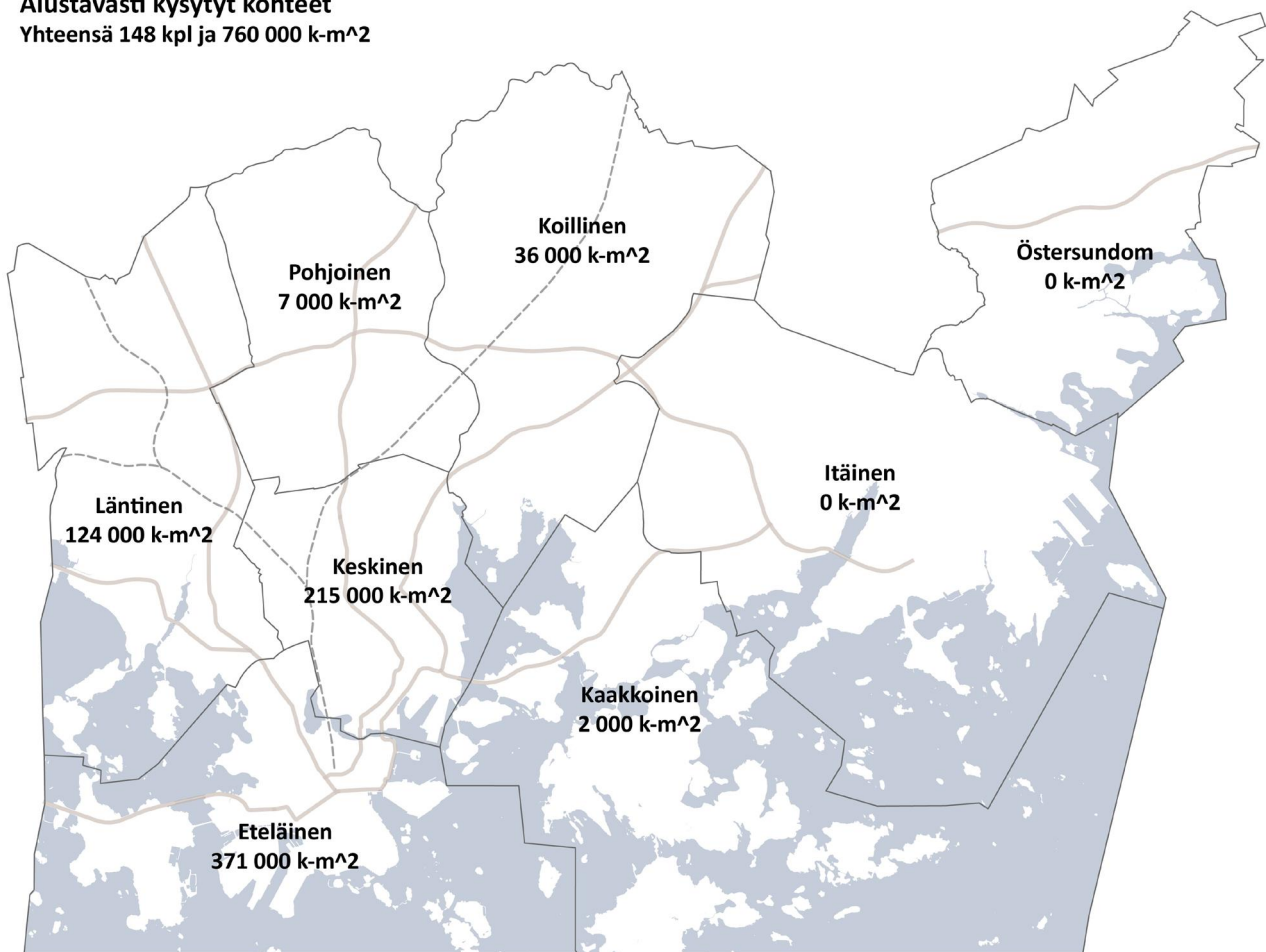 Alustavasti kysytyt kohteet
Yhteensä 148 kpl ja 760 000 k-m^2
Koillinen
36 000 k-m^2
Östersundom
0 k-m^2
Pohjoinen
7 000 k-m^2
Itäinen
0 k-m^2
Läntinen
124 000 k-m^2
Keskinen
215 000 k-m^2
Kaakkoinen
2 000 k-m^2
Eteläinen
371 000 k-m^2